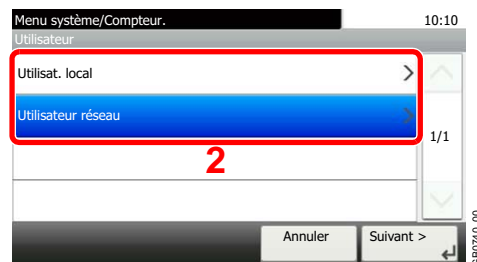 Menu système/Compteur. 10:10
Utilisateur
Utilisat. local
Utilisateur réseau
1/1
2
Annuler Suivant >